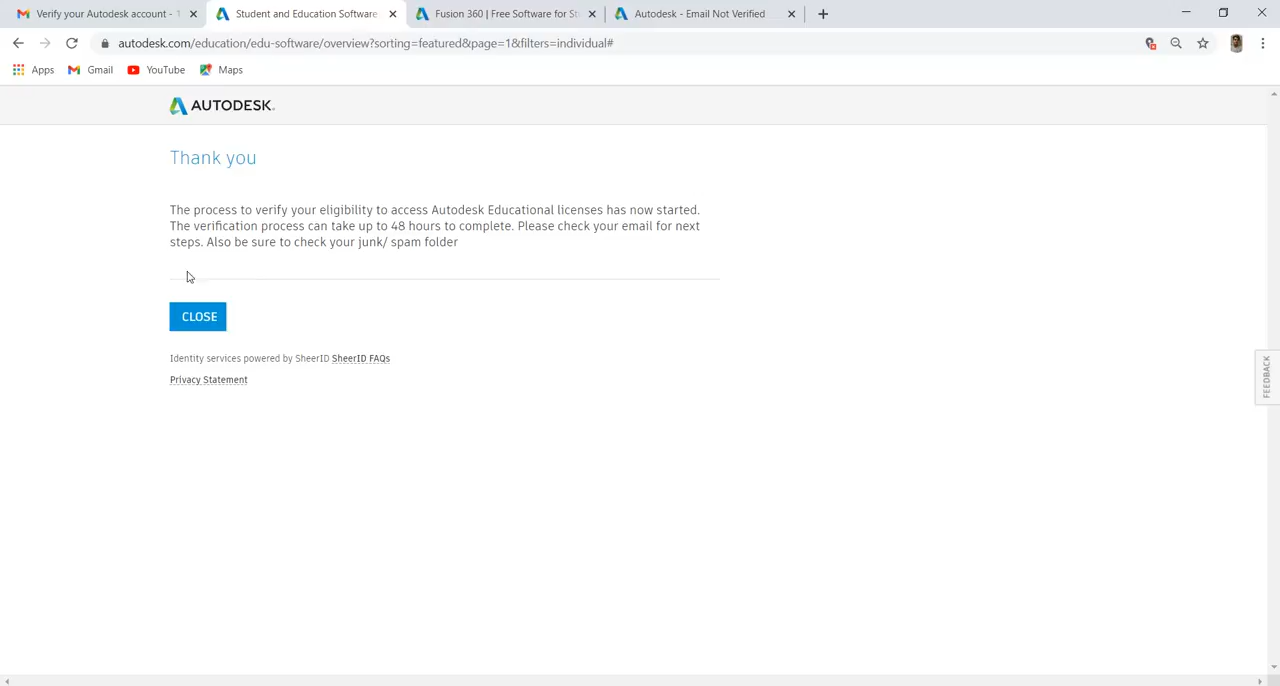 Verify your Autodesk account - 1
Student and Education Software
Fusion 360 | Free Software for St
Autodesk - Email Not Verified
autodesk.com/education/edu-software/overview?sorting=featured&page=1&filters=individual#
Apps
Gmail
YouTube
Maps
AUTODESK.
Thank you
The process to verify your eligibility to access Autodesk Educational licenses has now started.
The verification process can take up to 48 hours to complete. Please check your email for next
steps. Also be sure to check your junk/ spam folder
CLOSE
Identity services powered by SheerID SheerID FAQs
Privacy Statement
FEEDBACK